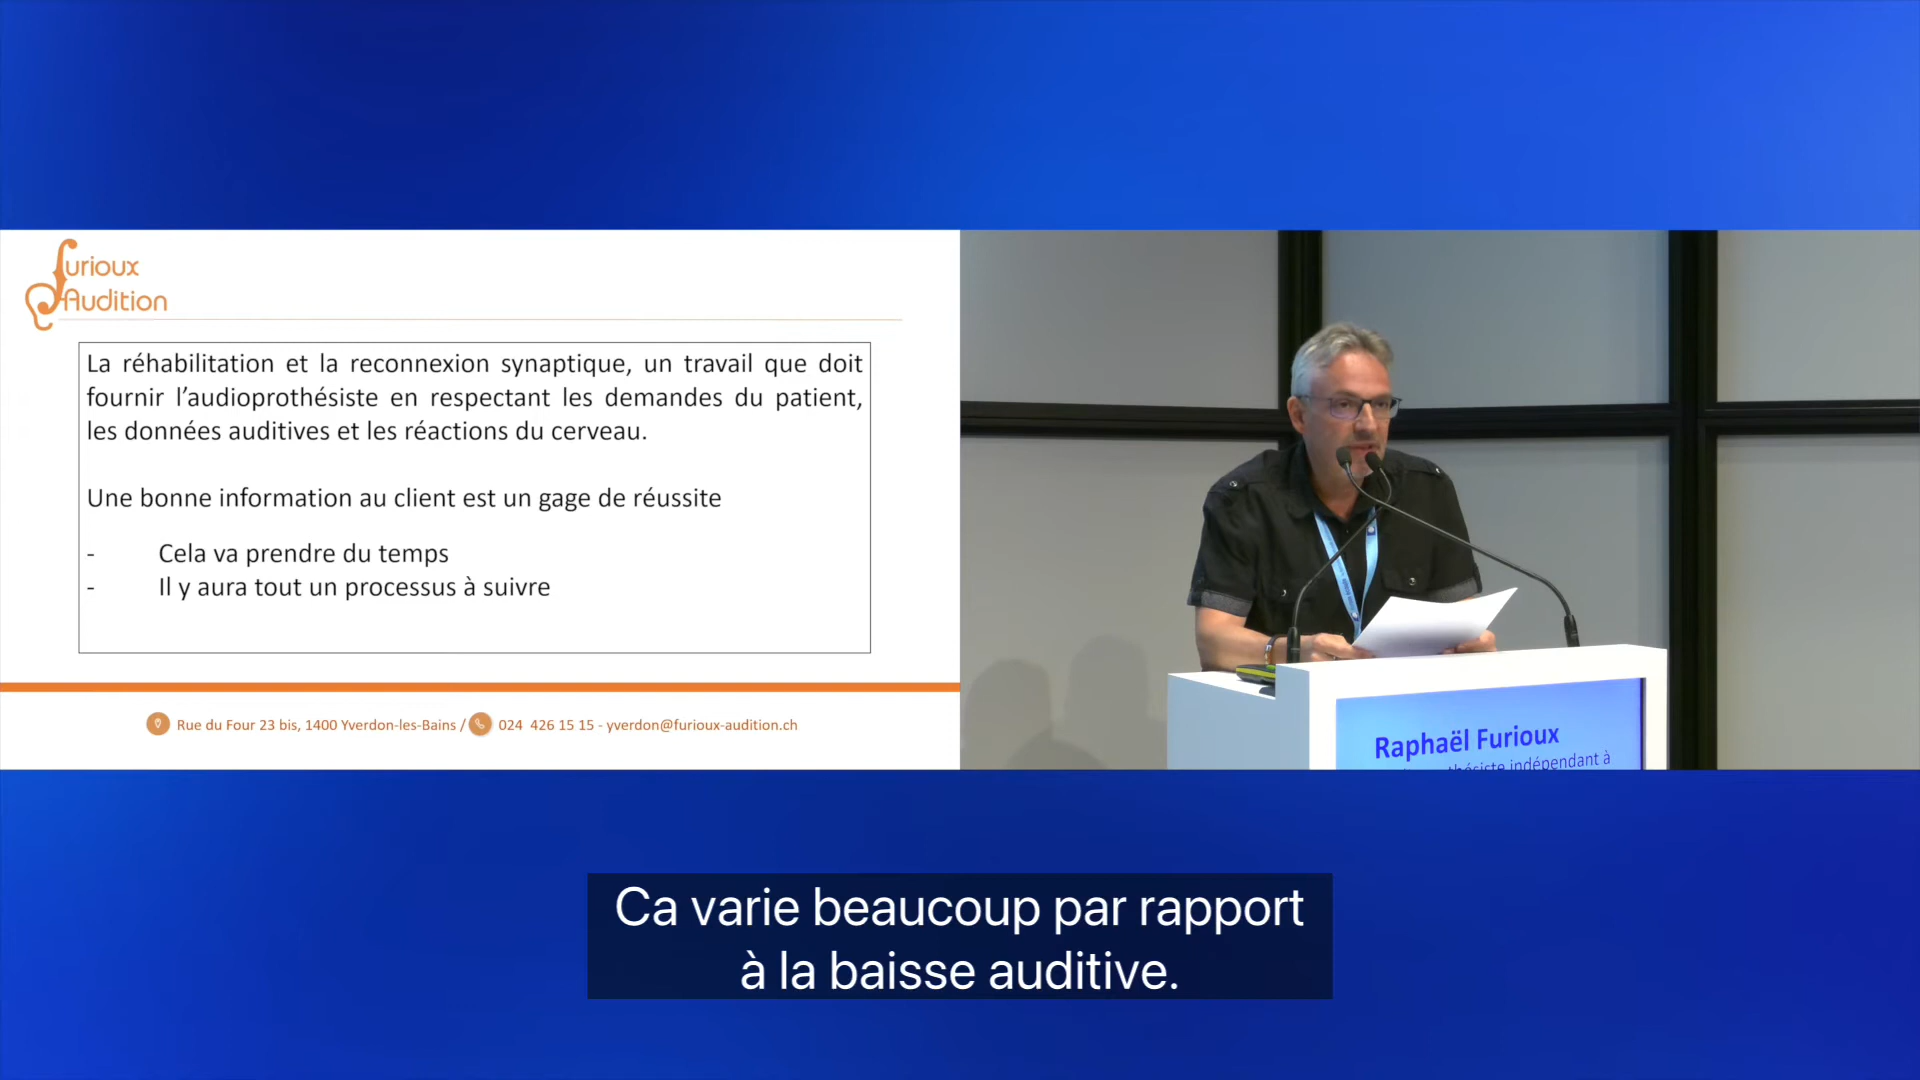 Furioux
Audition
La réhabilitation et la reconnexion synaptique, un travail que doit
fournir l’audioprothésiste en respectant les demandes du patient,
les données auditives et les réactions du cerveau.
Une bonne information au client est un gage de réussite
- Cela va prendre du temps
- Il y aura tout un processus à suivre
Rue du Four 23 bis, 1400 Yverdon-les-Bains / 024 426 15 15 - yverdon@furioux-audition.ch
Raphaël Furioux
indépendant à
Ca varie beaucoup par rapport
à la baisse auditive.